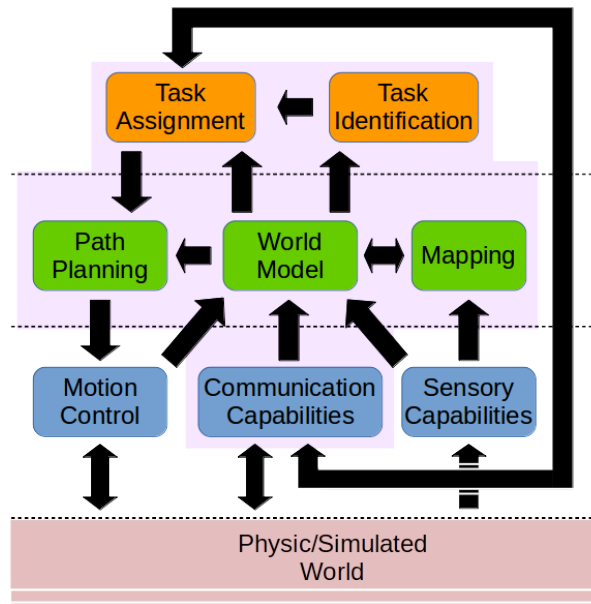 Task
Assignment
Task
Identification
Path
Planning
World
Model
Mapping
Motion
Control
Communication
Capabilities
Sensory
Capabilities
Physic/Simulated
World